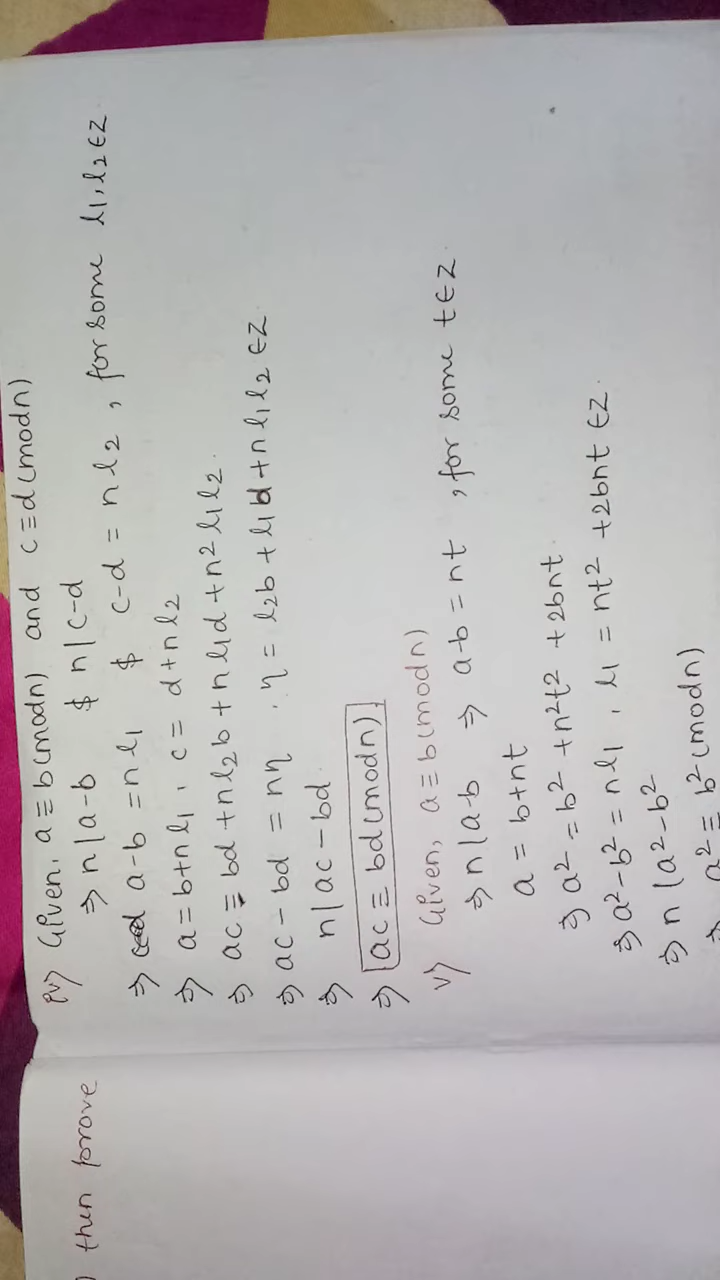 ) then prove
iv) Given, a ≡ b (mod n) and c ≡ d (mod n)
⇒ n | a-b $ n | c-d
⇒ a-b = nl₁ $ c-d = nl₂, for some l₁, l₂ ∈ Z
⇒ a = b+nl₁, c = d+nl₂
⇒ ac = bd + nl₂b + nl₁d + n²l₁l₂.
⇒ ac - bd = nη, η = l₂b + l₁d + nl₁l₂ ∈ Z.
⇒ n | ac - bd.
⇒ ac ≡ bd (mod n).
v) Given, a ≡ b (mod n)
⇒ n | a-b ⇒ a-b = nt, for some t ∈ Z.
a = b+nt
⇒ a² = b² + n²t² + 2bnt.
⇒ a² - b² = nl₁, l₁ = nt² + 2bnt ∈ Z.
⇒ n | a² - b²
⇒ a² ≡ b² (mod n)